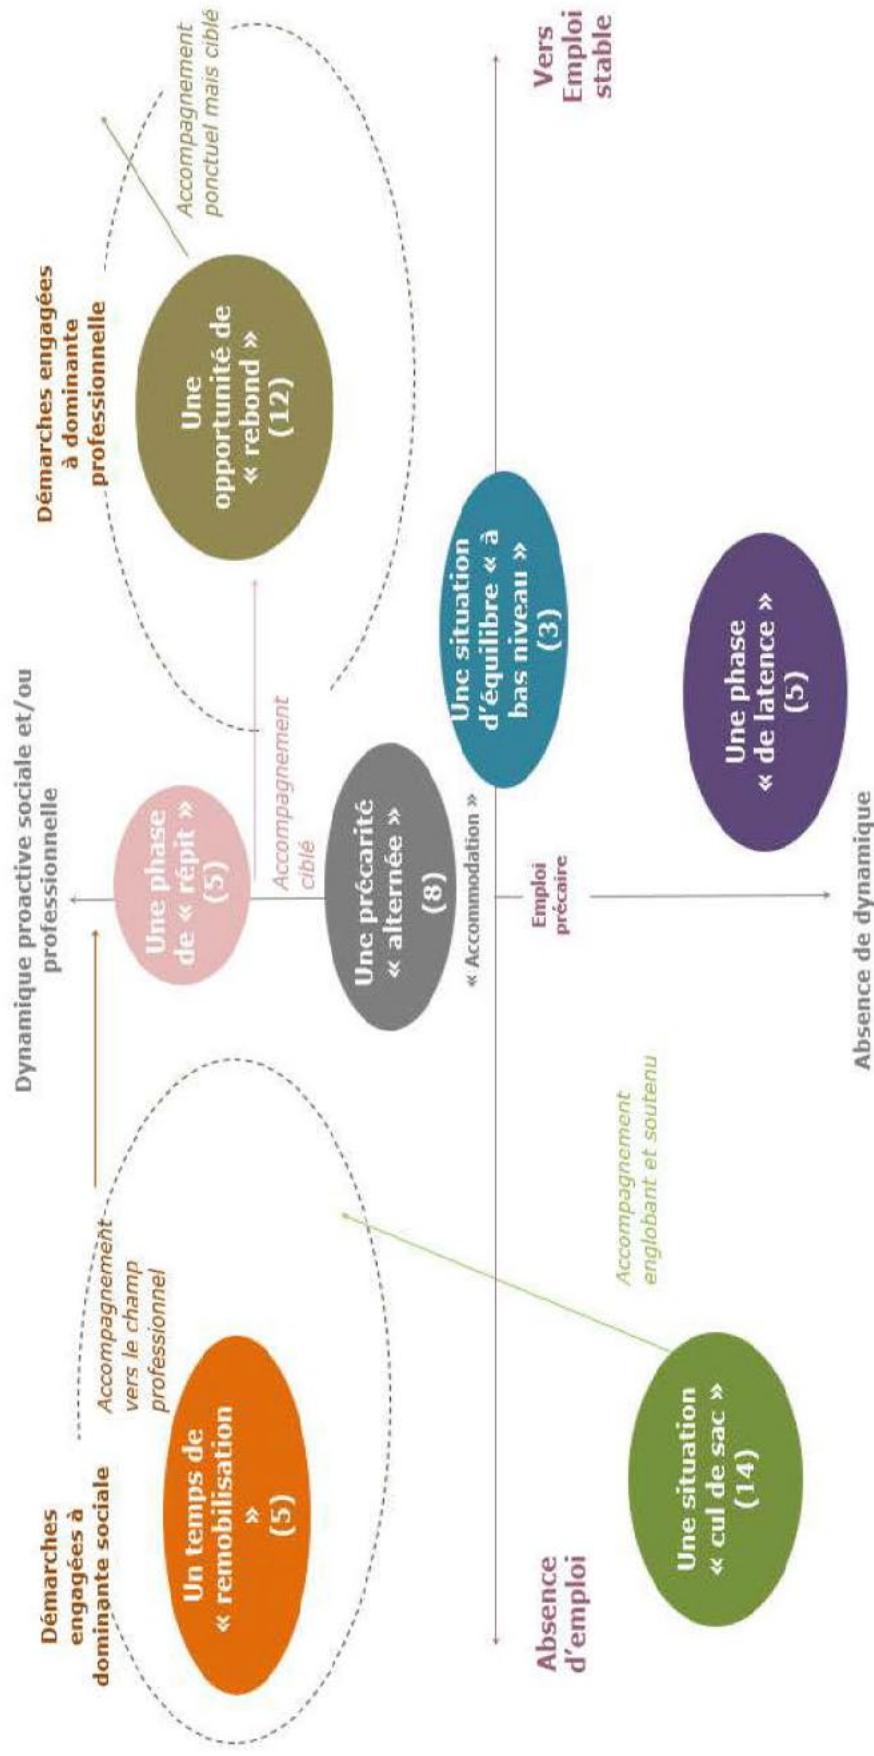 Dynamique proactive sociale et/ou
professionnelle
Démarches
engagées à
dominante sociale
Démarches engagées
à dominante
professionnelle
Accompagnement
vers le champ
professionnel
Un temps de
« remobilisation
»
(5)
Une phase
de « répit »
(5)
Accompagnement
ciblé
Une
opportunité de
« rebond »
(12)
Accompagnement
ponctuel mais ciblé
Une précarité
« alternée »
(8)
« Accommodation »
Une situation
d'équilibre « à
bas niveau »
(3)
Absence
d'emploi
Emploi
précaire
Vers
Emploi
stable
Accompagnement
englobant et soutenu
Une situation
« cul de sac »
(14)
Une phase
« de latence »
(5)
Absence de dynamique